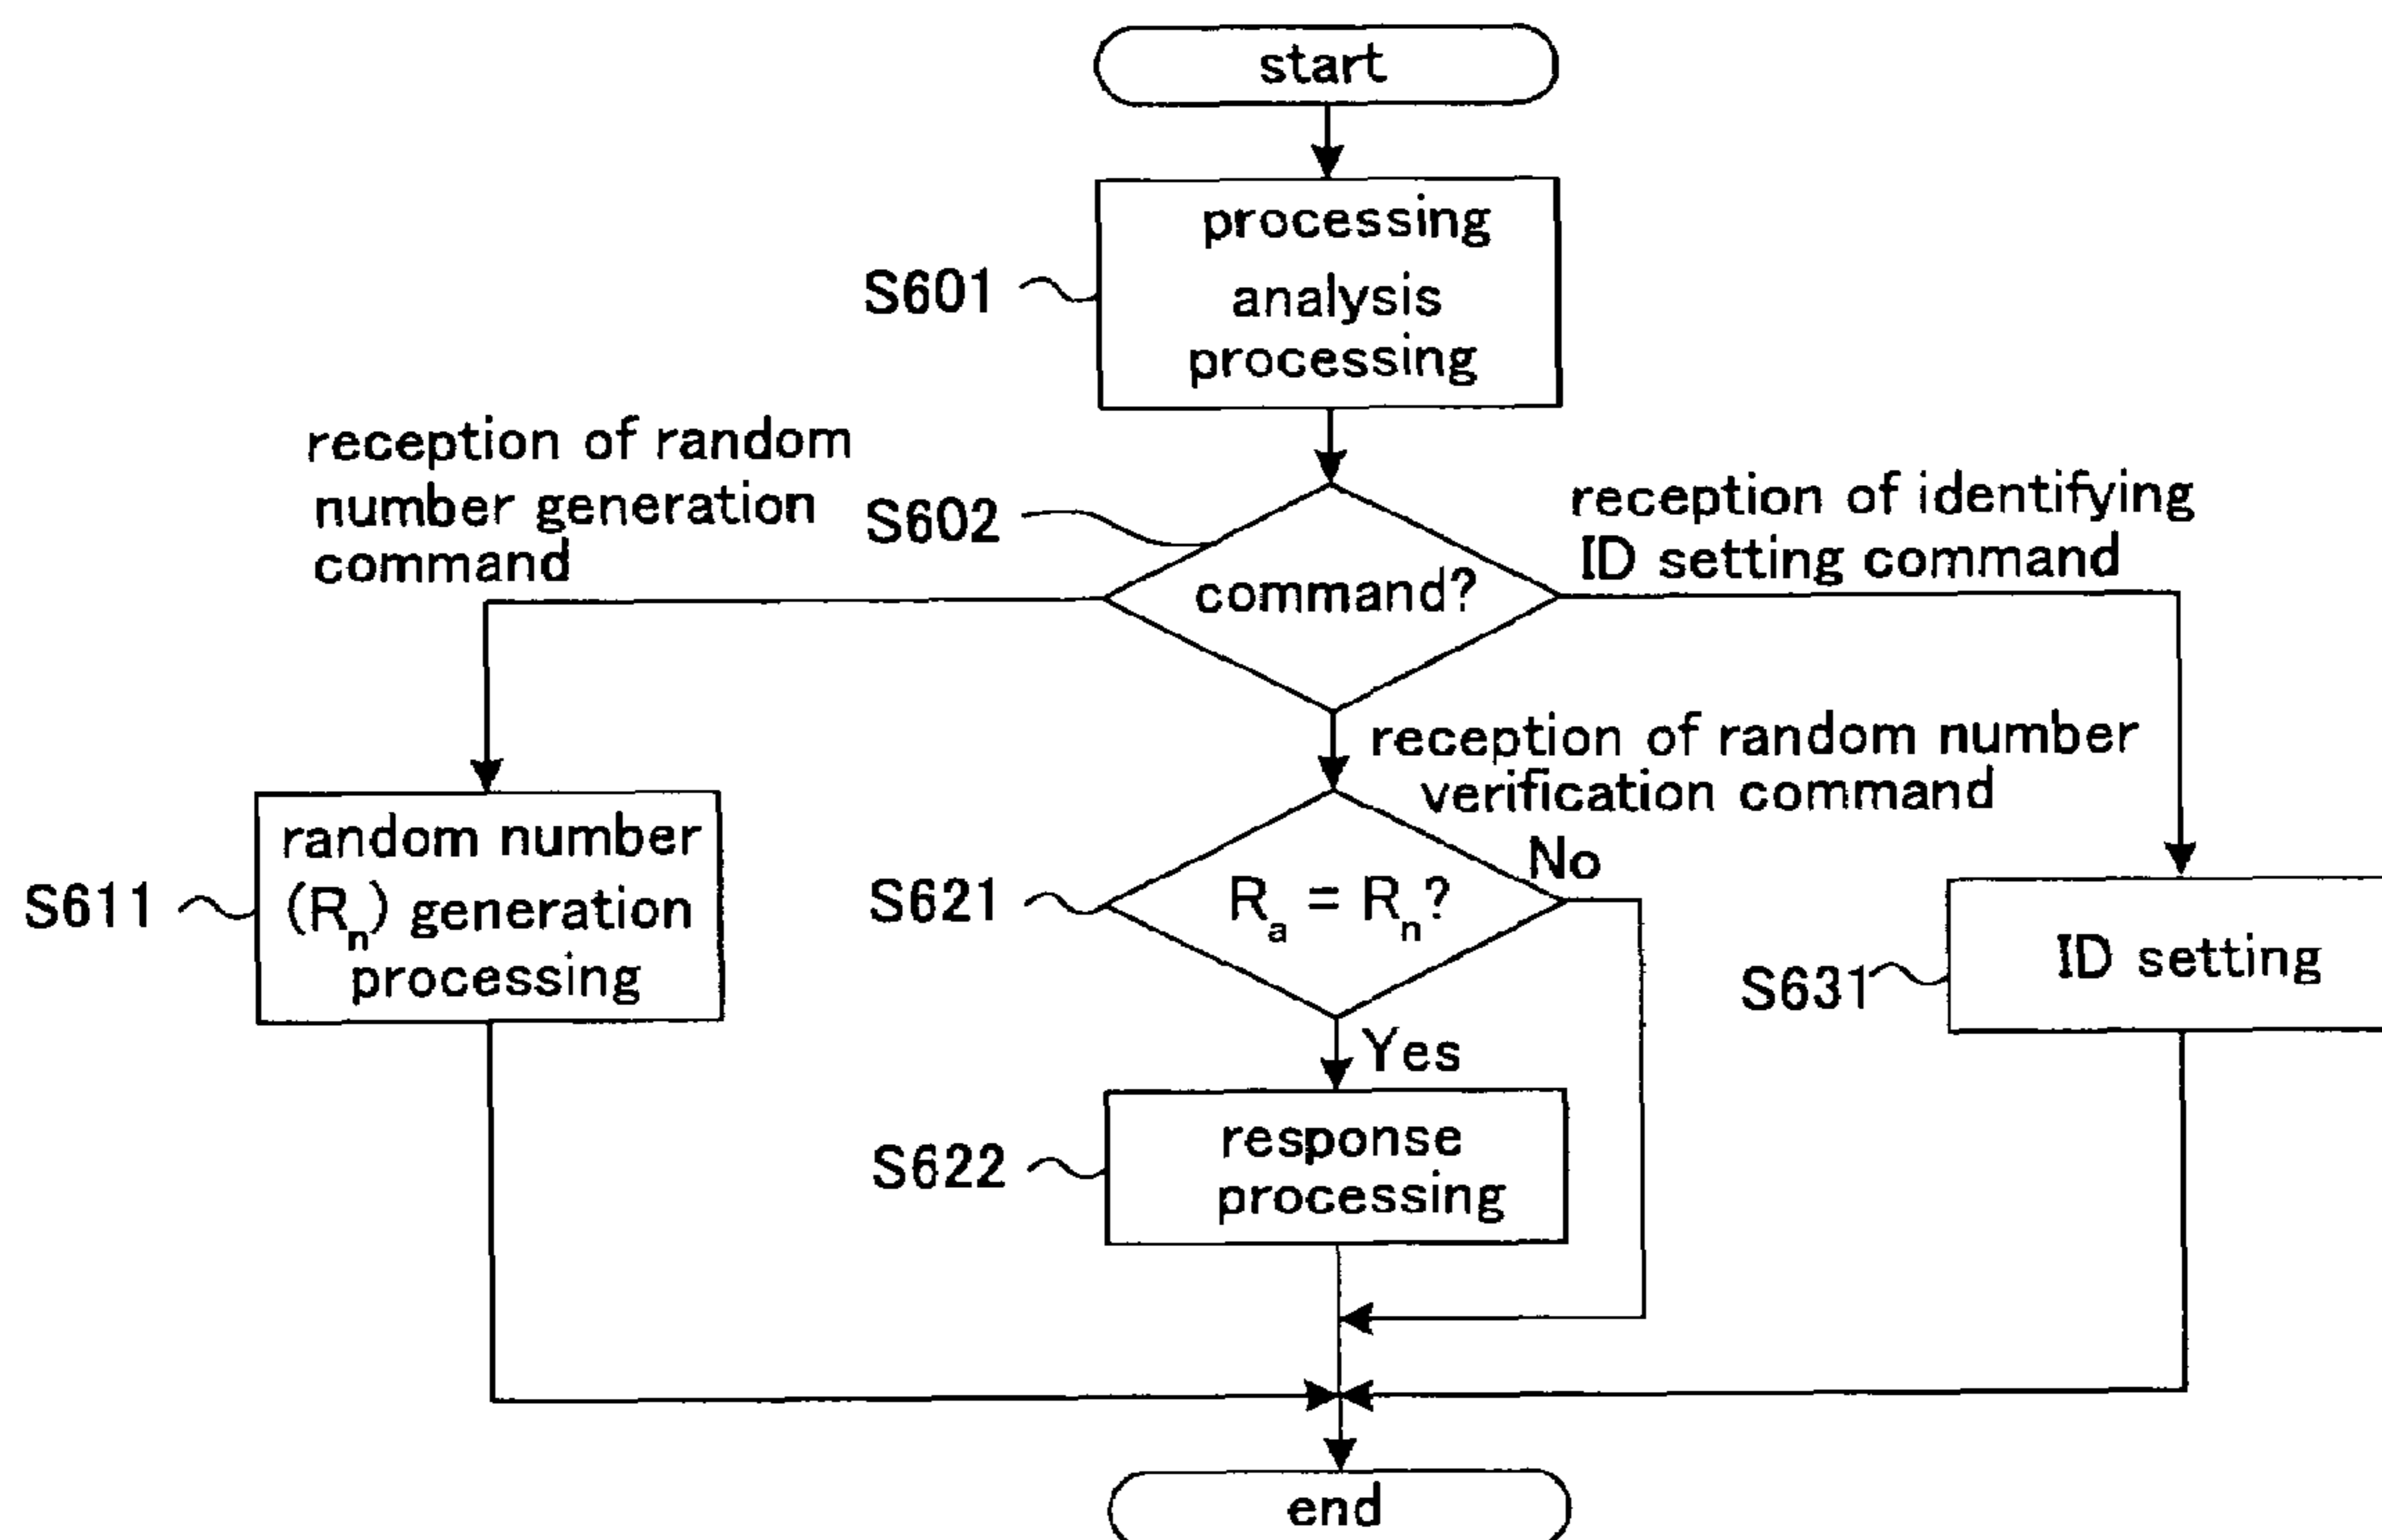 start
processing
analysis
processing
S601
reception of random
number generation
command
S602
command?
reception of identifying
ID setting command
reception of random number
verification command
random number
(Rn) generation
processing
S611
S621
Ra = Rn?
No
Yes
S631
ID setting
S622
response
processing
end